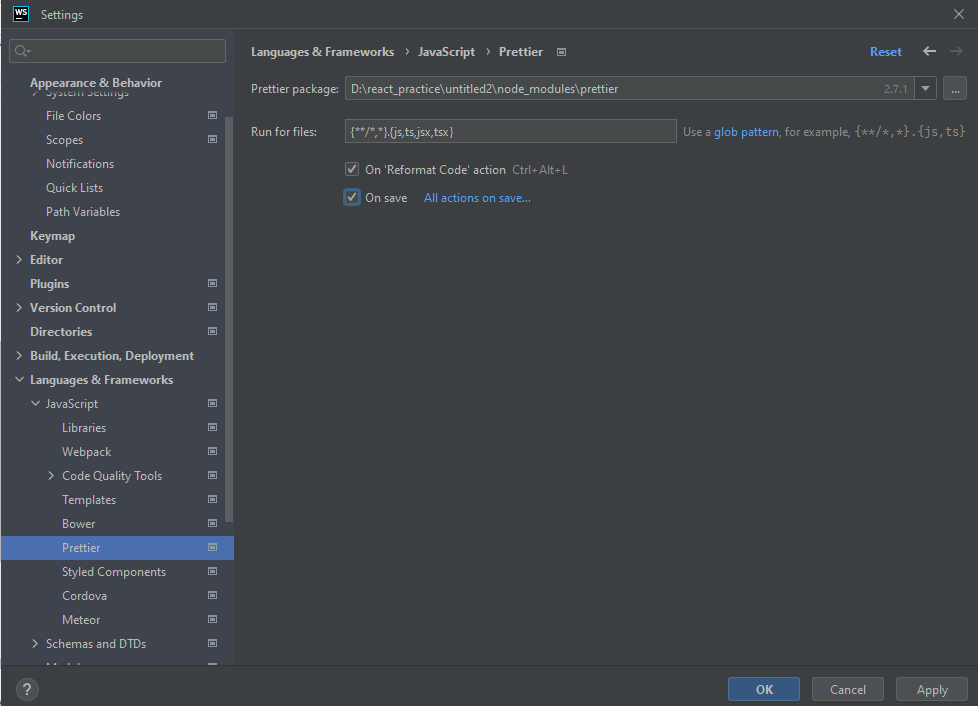 WS Settings
Languages & Frameworks › JavaScript › Prettier
Reset
Prettier package: D:\react_practice\untitled2\node_modules\prettier 2.7.1 ...
Run for files: {**/*,*}.{js,ts,jsx,tsx} Use a glob pattern, for example, {**/*,*}.{js,ts}
On 'Reformat Code' action Ctrl+Alt+L
On save All actions on save...
Appearance & Behavior
System Settings
File Colors
Scopes
Notifications
Quick Lists
Path Variables
Keymap
Editor
Plugins
Version Control
Directories
Build, Execution, Deployment
Languages & Frameworks
JavaScript
Libraries
Webpack
Code Quality Tools
Templates
Bower
Prettier
Styled Components
Cordova
Meteor
Schemas and DTDs
?
OK Cancel Apply